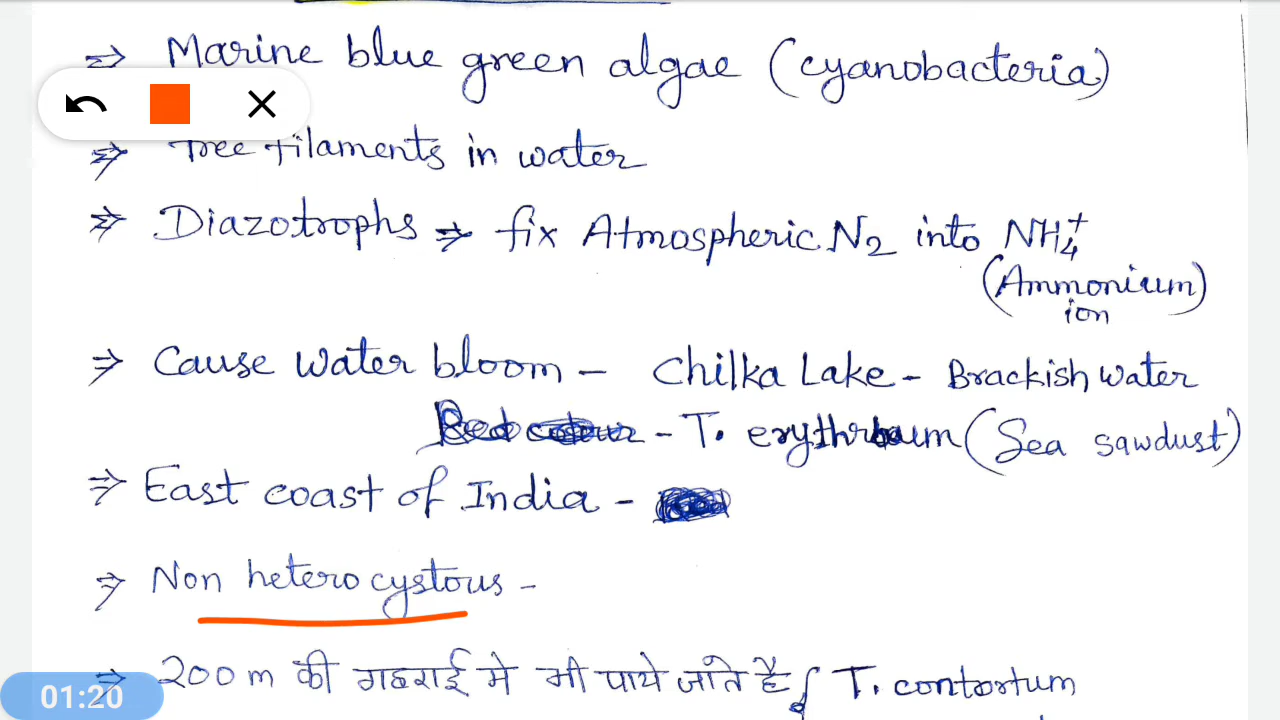 ⇒ Marine blue green algae (cyanobacteria)
⇒ Free filaments in water
⇒ Diazotrophs ⇒ fix Atmospheric N₂ into NH₄⁺
(Ammonium)
ion
⇒ Cause Water bloom – Chilka Lake – Brackish water
– T. erythraeum (Sea sawdust)
⇒ East coast of India –
⇒ Non heterocystous –
⇒ 200 m की गहराई मे भी पाये जाते है T. contortum
01:20